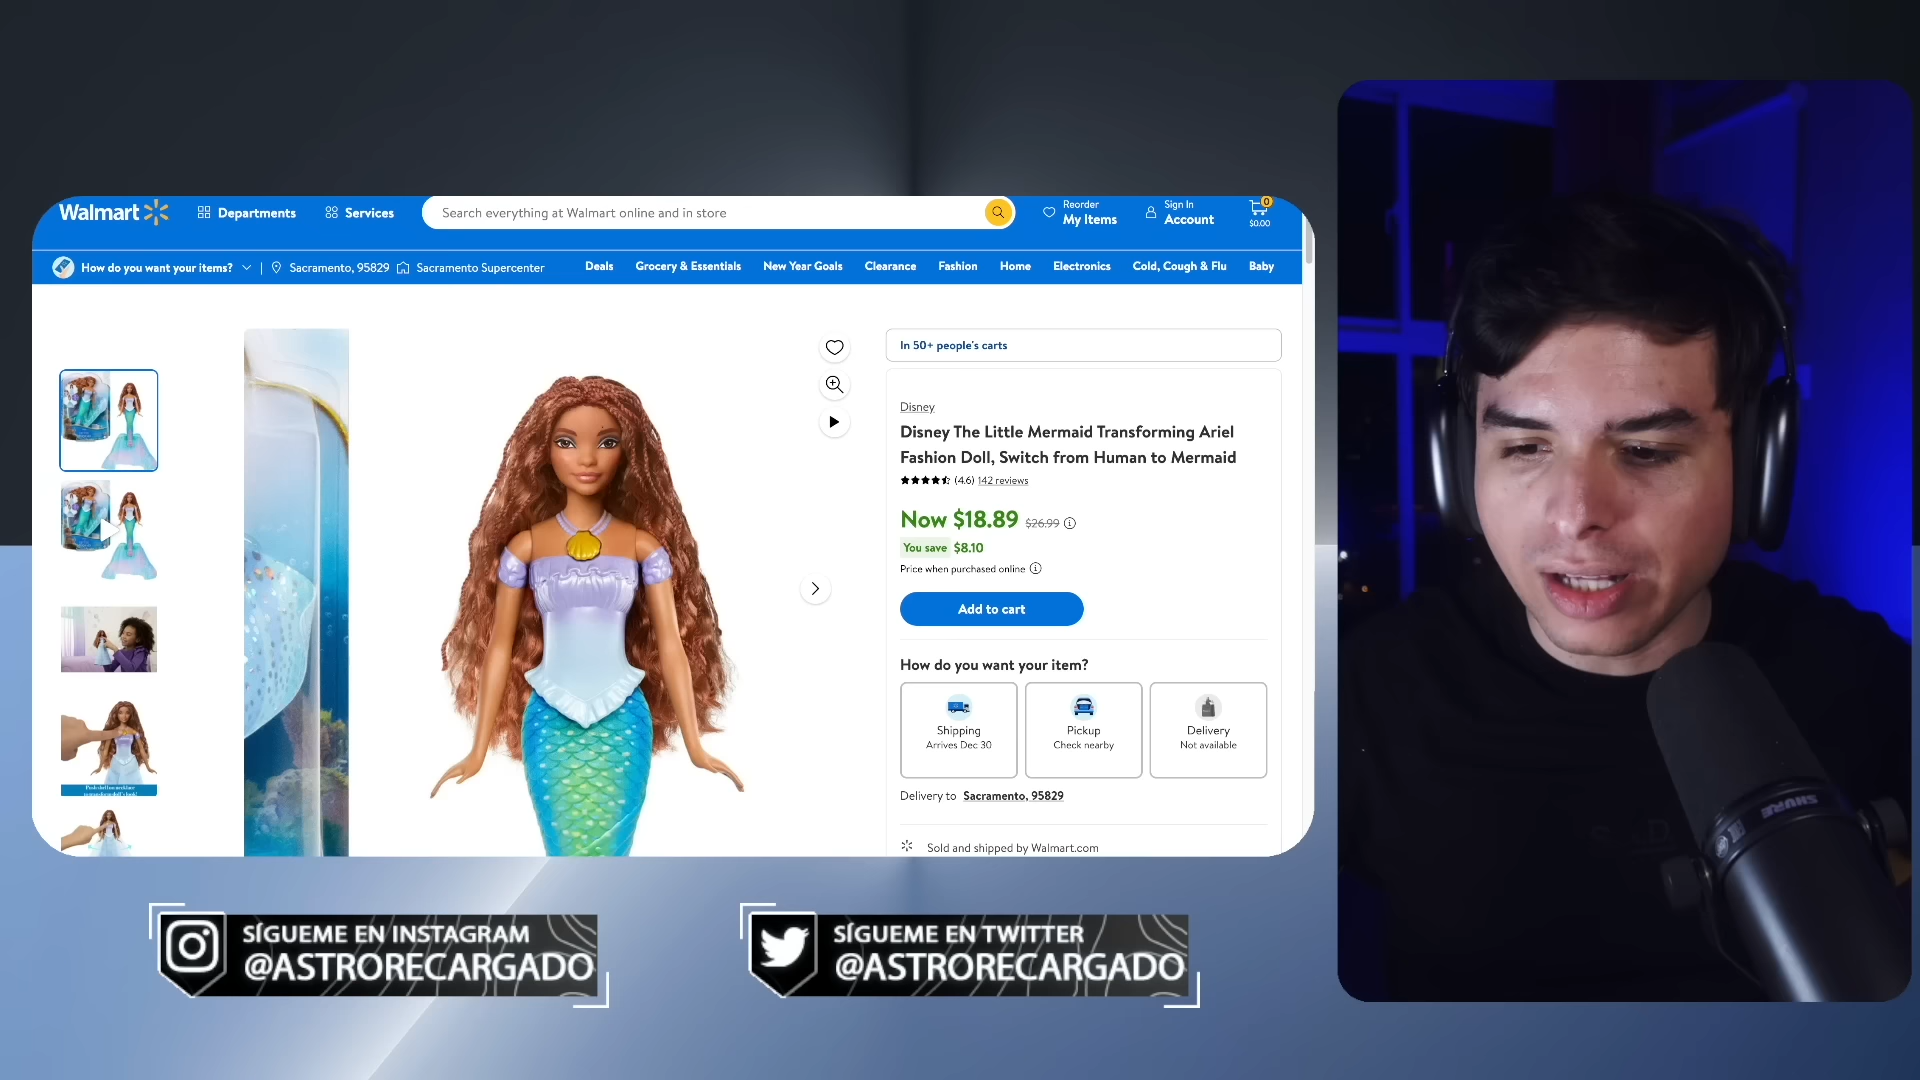 Walmart
Departments
Services
Search everything at Walmart online and in store
Reorder
My Items
Sign In
Account
0
$0.00
How do you want your items?
Sacramento, 95829
Sacramento Supercenter
Deals
Grocery & Essentials
New Year Goals
Clearance
Fashion
Home
Electronics
Cold, Cough & Flu
Baby
In 50+ people's carts
Disney
Disney The Little Mermaid Transforming Ariel
Fashion Doll, Switch from Human to Mermaid
(4.6) 142 reviews
Now $18.89 $26.99
You save $8.10
Price when purchased online
Add to cart
How do you want your item?
Shipping
Arrives Dec 30
Pickup
Check nearby
Delivery
Not available
Delivery to Sacramento, 95829
Sold and shipped by Walmart.com
SHURE
SÍGUEME EN INSTAGRAM
@ASTRORECARGADO
SÍGUEME EN TWITTER
@ASTRORECARGADO